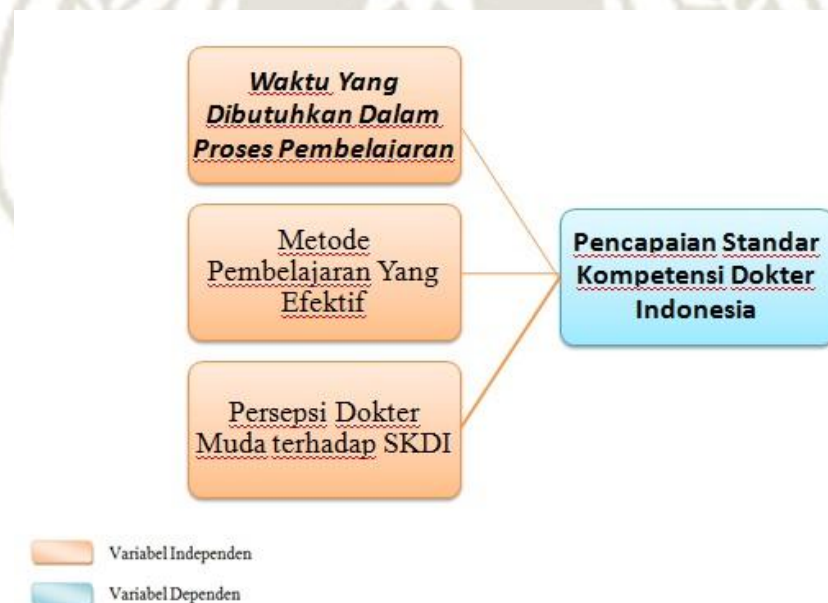 Waktu Yang
Dibutuhkan Dalam
Proses Pembelajaran
Metode
Pembelajaran Yang
Efektif
Persepsi Dokter
Muda terhadap SKDI
Pencapaian Standar
Kompetensi Dokter
Indonesia
Variabel Independen
Variabel Dependen